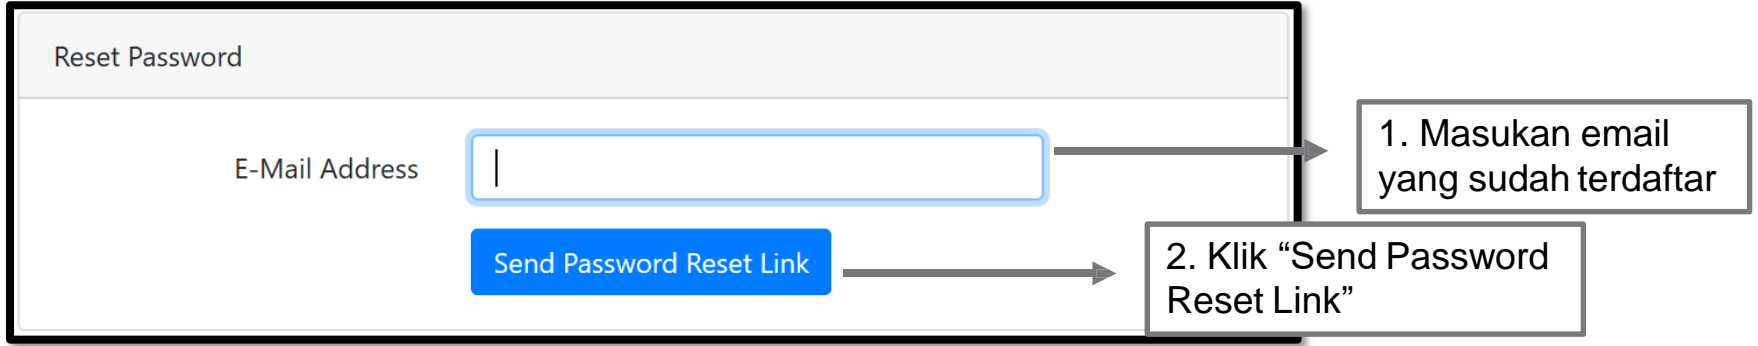 Reset Password
E-Mail Address
1. Masukan email
yang sudah terdaftar
Send Password Reset Link
2. Klik “Send Password
Reset Link”